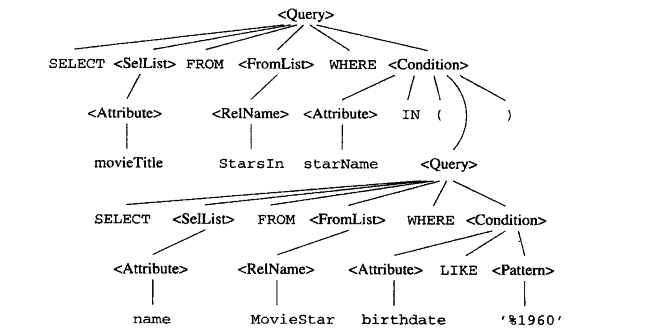 <Query>
SELECT <SelList> FROM <FromList> WHERE <Condition>
<Attribute> <RelName> <Attribute> IN ( )
movieTitle StarsIn starName <Query>
SELECT <SelList> FROM <FromList> WHERE <Condition>
<Attribute> <RelName> <Attribute> LIKE <Pattern>
name MovieStar birthdate '%1960'